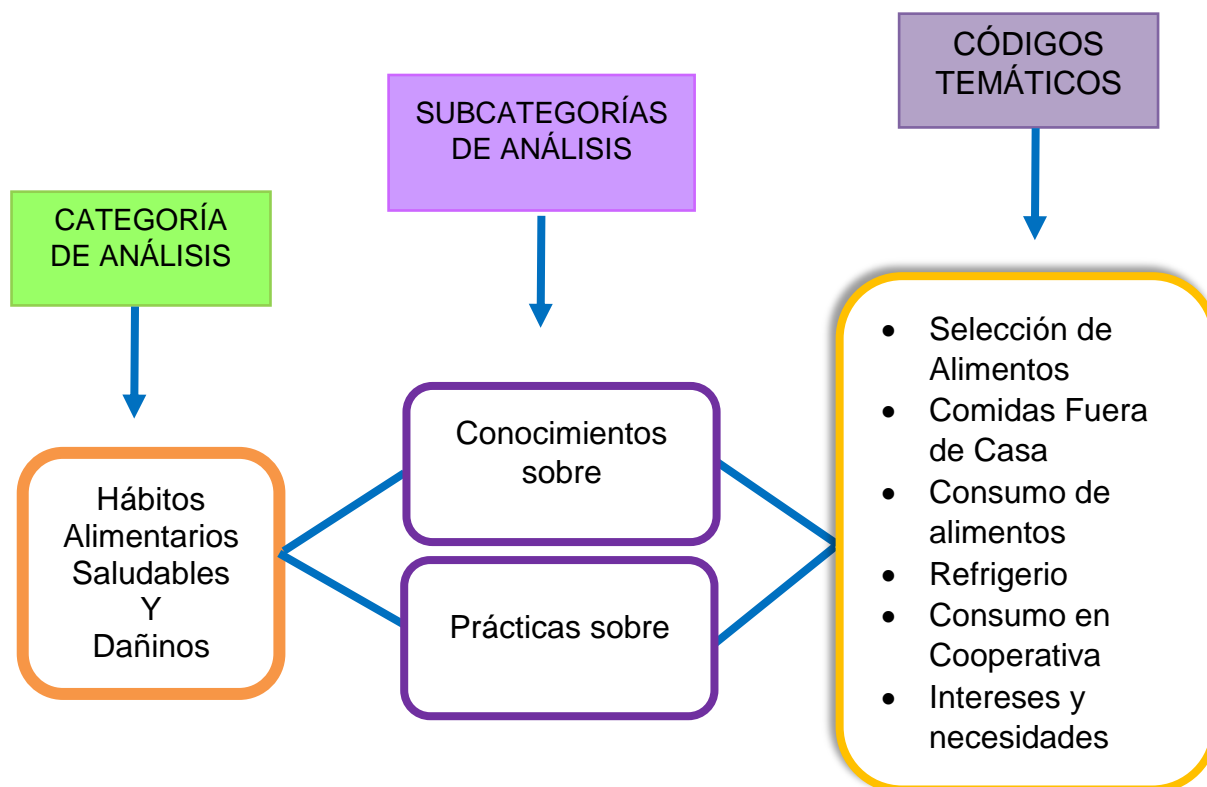 CATEGORÍA
DE ANÁLISIS
Hábitos
Alimentarios
Saludables
Y
Dañinos
SUBCATEGORÍAS
DE ANÁLISIS
Conocimientos
sobre
Prácticas sobre
CÓDIGOS
TEMÁTICOS
• Selección de
Alimentos
• Comidas Fuera
de Casa
• Consumo de
alimentos
• Refrigerio
• Consumo en
Cooperativa
• Intereses y
necesidades